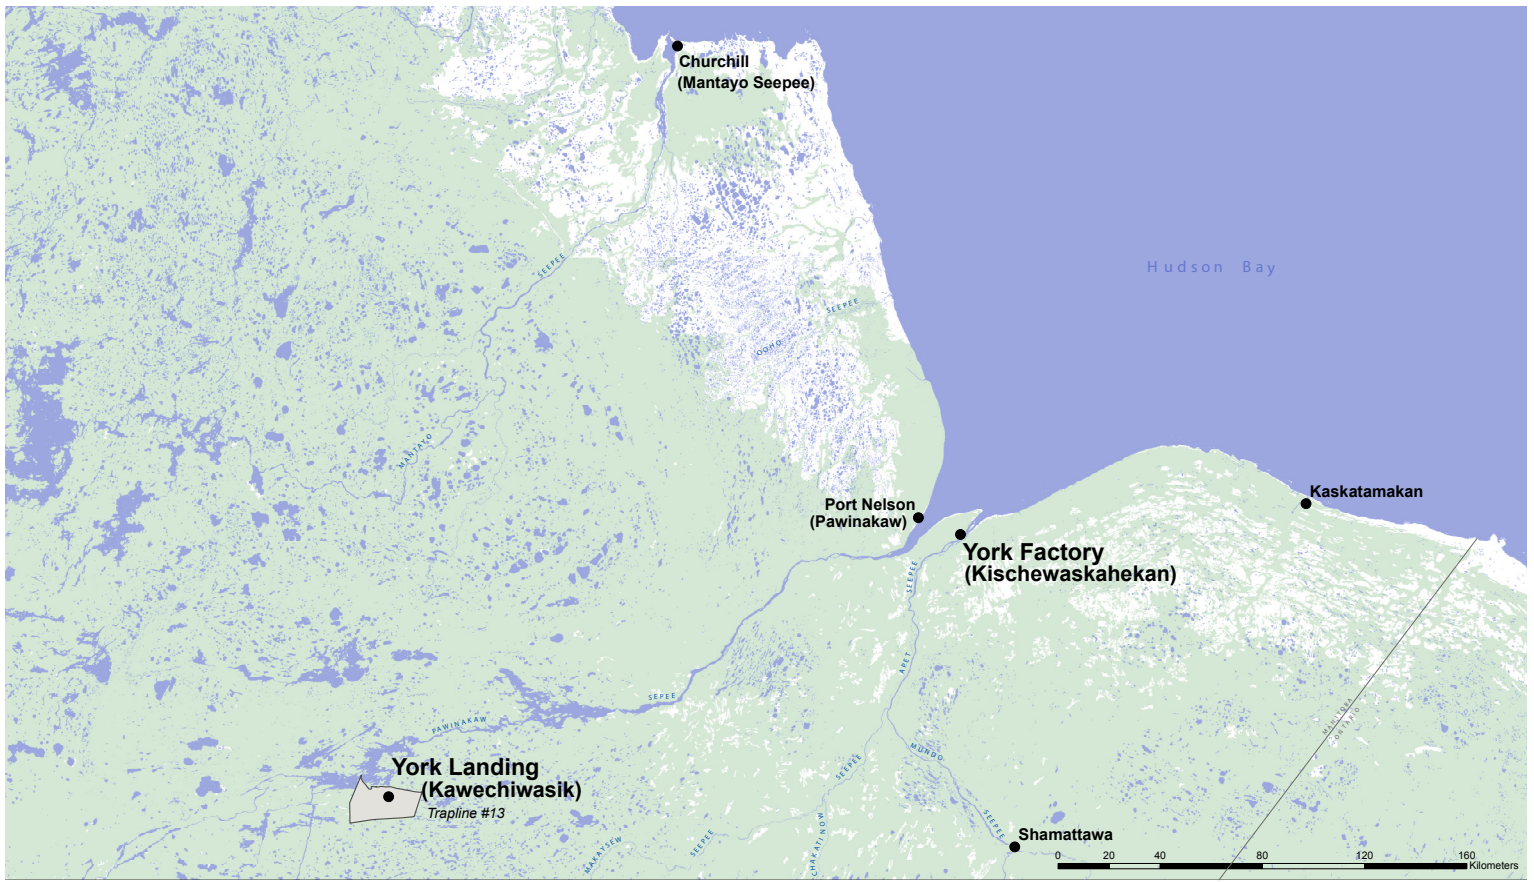 Churchill
(Mantayo Seepee)
Hudson Bay
SEEPEE
SEEPEE
OOHO
MANTAYO
Kaskatamakan
Port Nelson
(Pawinakaw)
York Factory
(Kischewaskahekan)
SEEPEE
APET
SEPEE
PAWINAKAW
MANITOBA
ONTARIO
MUNDO
York Landing
(Kawechiwasik)
SEEPEE
Trapline #13
SEEPEE
Shamattawa
MAKAYSEW
SEEPEE
CHAKATINOW
0 20 40 80 120 160
Kilometers